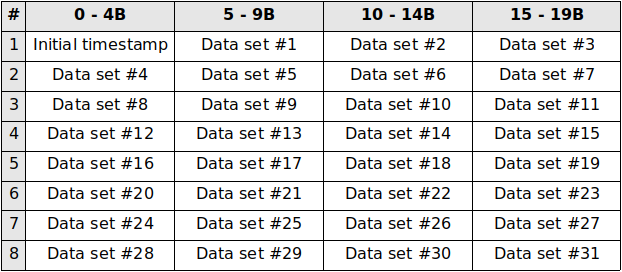 # 0 - 4B 5 - 9B 10 - 14B 15 - 19B
1 Initial timestamp Data set #1 Data set #2 Data set #3
2 Data set #4 Data set #5 Data set #6 Data set #7
3 Data set #8 Data set #9 Data set #10 Data set #11
4 Data set #12 Data set #13 Data set #14 Data set #15
5 Data set #16 Data set #17 Data set #18 Data set #19
6 Data set #20 Data set #21 Data set #22 Data set #23
7 Data set #24 Data set #25 Data set #26 Data set #27
8 Data set #28 Data set #29 Data set #30 Data set #31